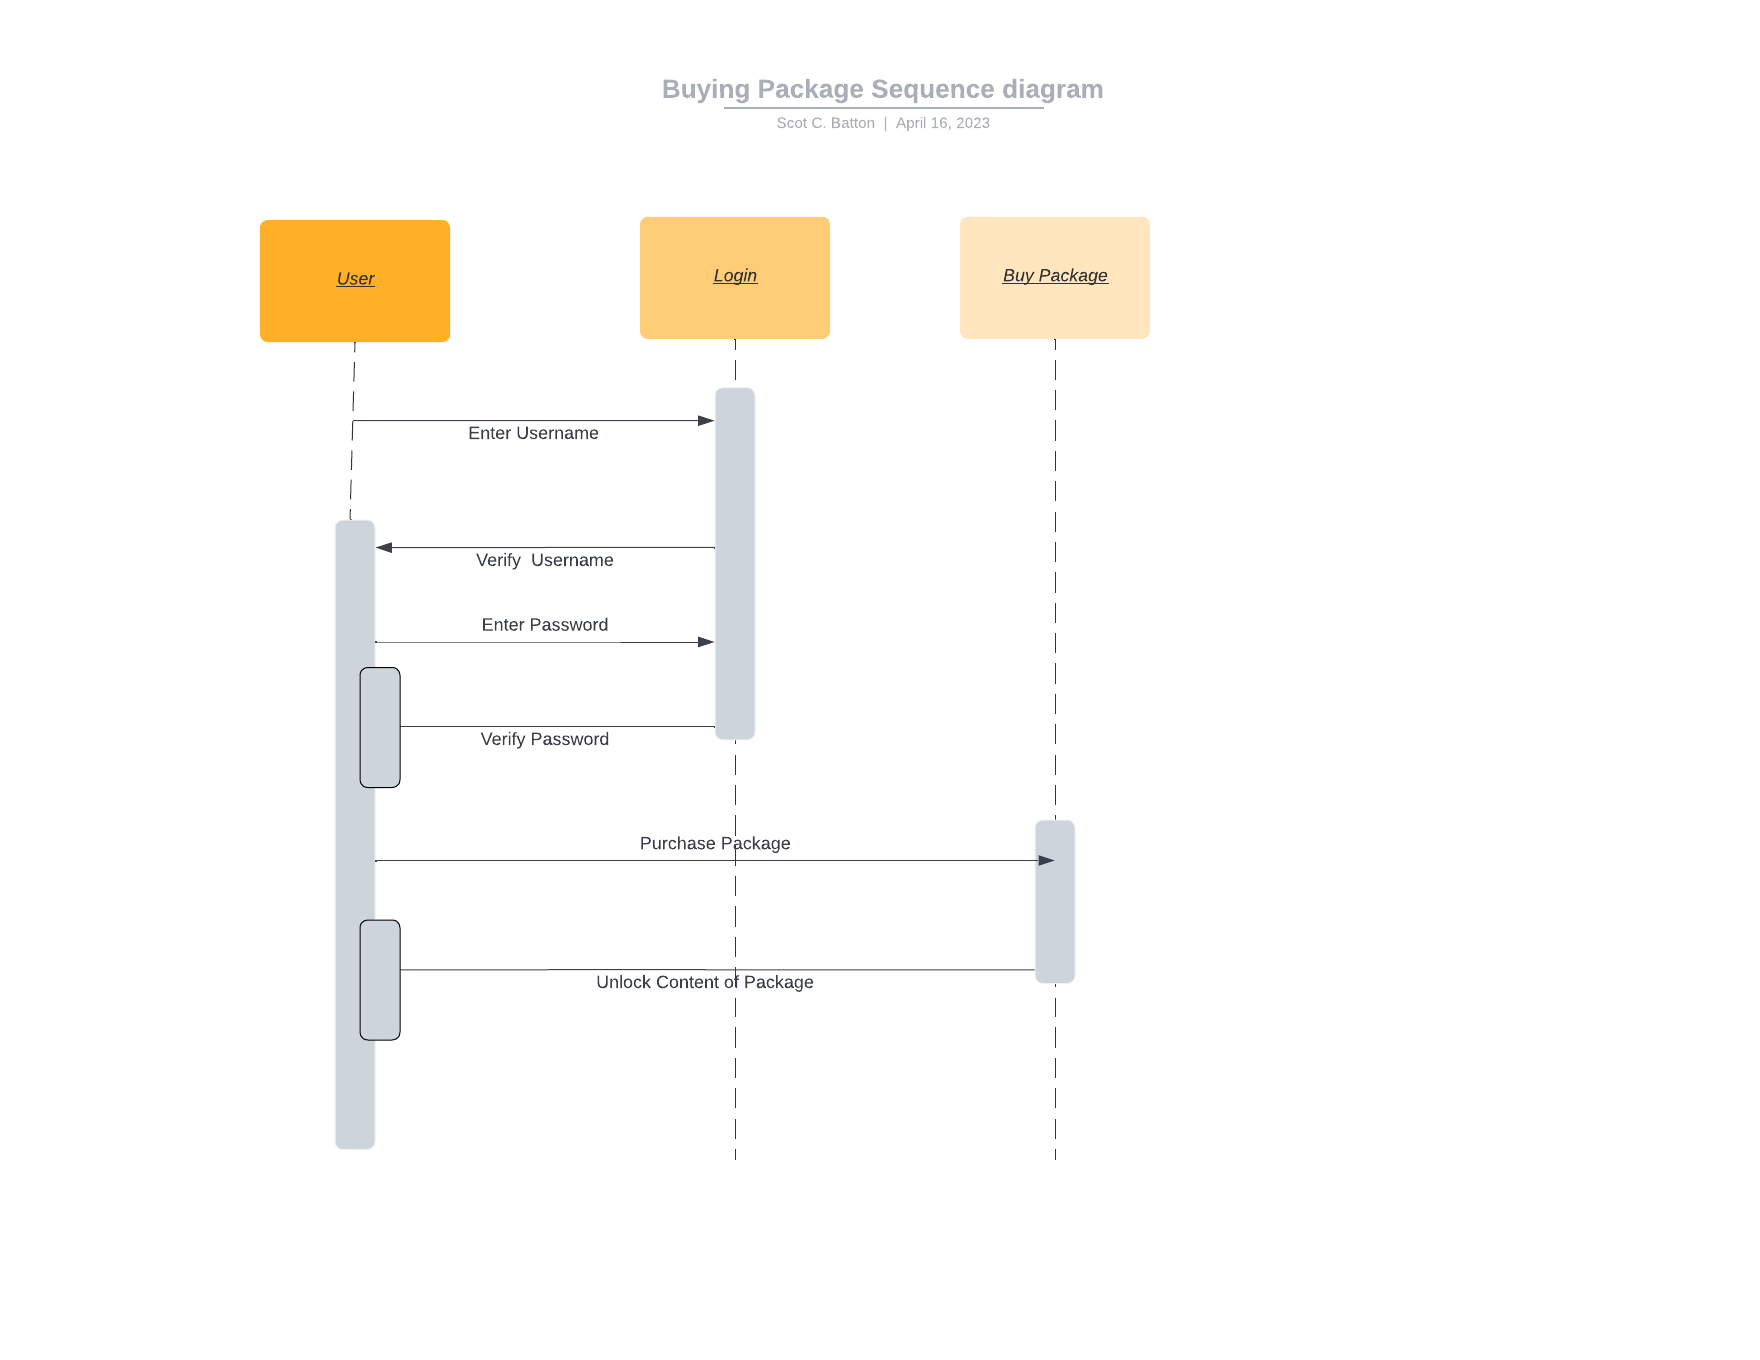 Buying Package Sequence diagram
Scot C. Batton | April 16, 2023
User
Login
Buy Package
Enter Username
Verify  Username
Enter Password
Verify Password
Purchase Package
Unlock Content of Package